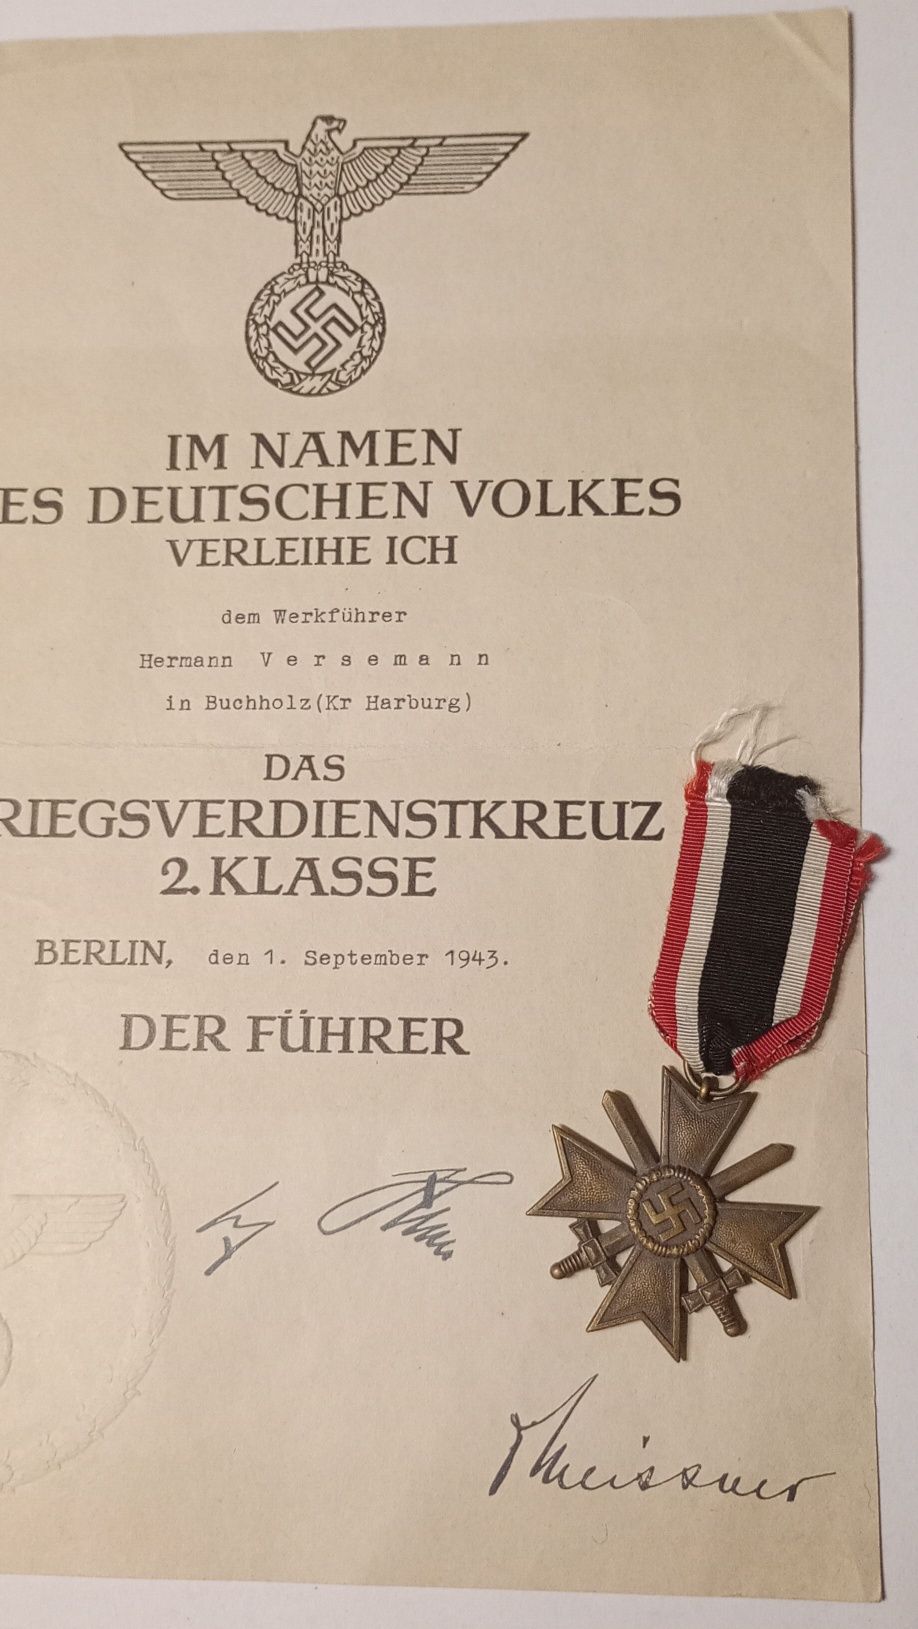 IM NAMEN
ES DEUTSCHEN VOLKES
VERLEIHE ICH
dem Werkführer
Hermann Versemann
in Buchholz(Kr Harburg)
DAS
RIEGSVERDIENSTKREUZ
2. KLASSE
BERLIN, den 1. September 1943.
DER FÜHRER
Meissner